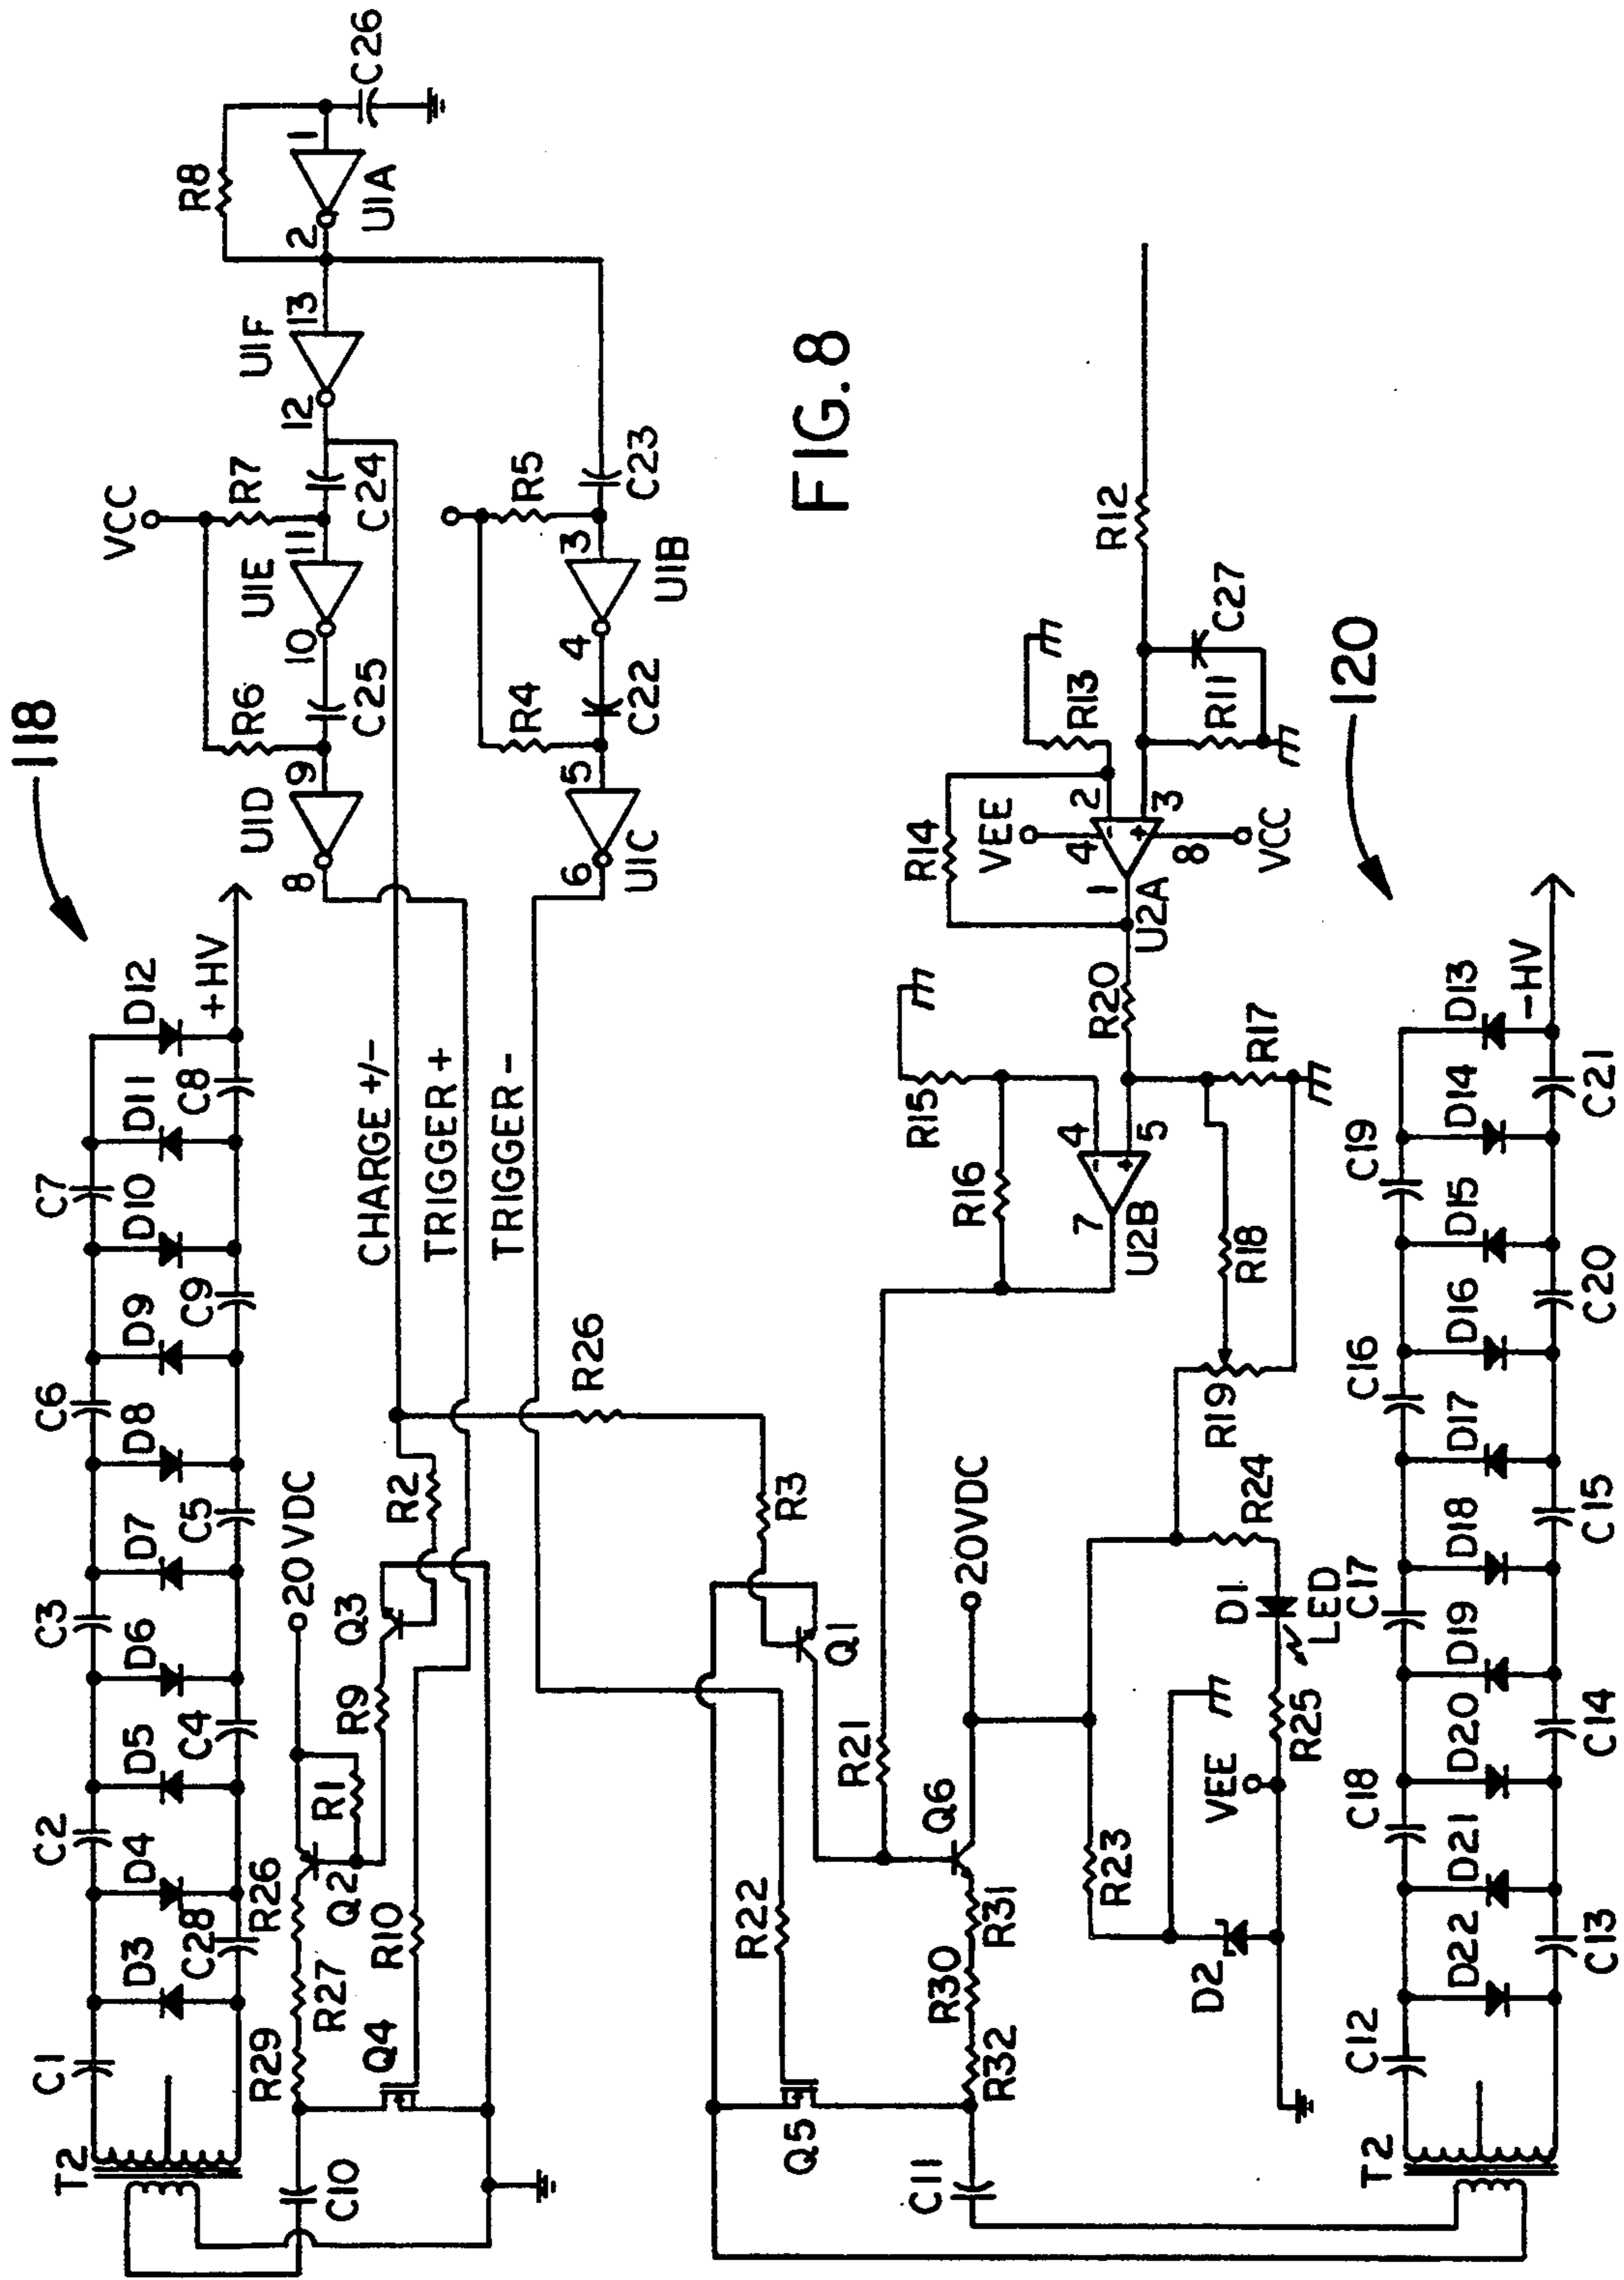 118
C1
C2
C3
C6
C7
D3
D4
D5
D6
D7
D8
D9
D10
D11
D12
+HV
T2
C28
C4
C5
C9
C8
R29
R27
R26
20VDC
C10
Q4
Q2
R1
R9
Q3
R2
R10
CHARGE +/-
TRIGGER +
TRIGGER -
U1D
8
9
R6
C25
10
U1E
11
VCC
R7
C24
12
U1F
13
R8
2
1
U1A
C26
6
U1C
5
R4
C22
4
U1B
3
R5
C23
R26
R3
Q1
R22
Q5
C11
R32
R30
R31
Q6
R21
20VDC
FIG. 8
R16
R15
4
5
7
U2B
R20
R14
VEE
4
2
3
1
8
U2A
VCC
R13
R11
C27
R12
R17
R18
R19
R24
D1
LED
R25
VEE
R23
D2
120
T2
C12
C18
C17
C16
C19
D22
D21
D20
D19
D18
D17
D16
D15
D14
D13
-HV
C13
C14
C15
C20
C21